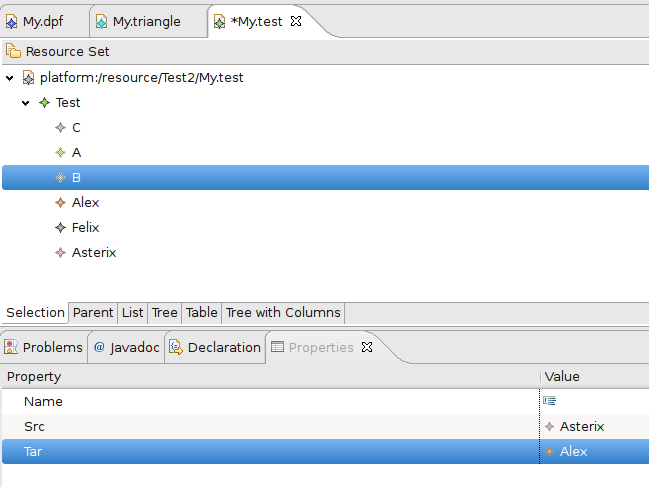 My.dpf My.triangle *My.test
Resource Set
platform:/resource/Test2/My.test
Test
C
A
B
Alex
Felix
Asterix
Selection Parent List Tree Table Tree with Columns
Problems @ Javadoc Declaration Properties
Property Value
Name
Src Asterix
Tar Alex